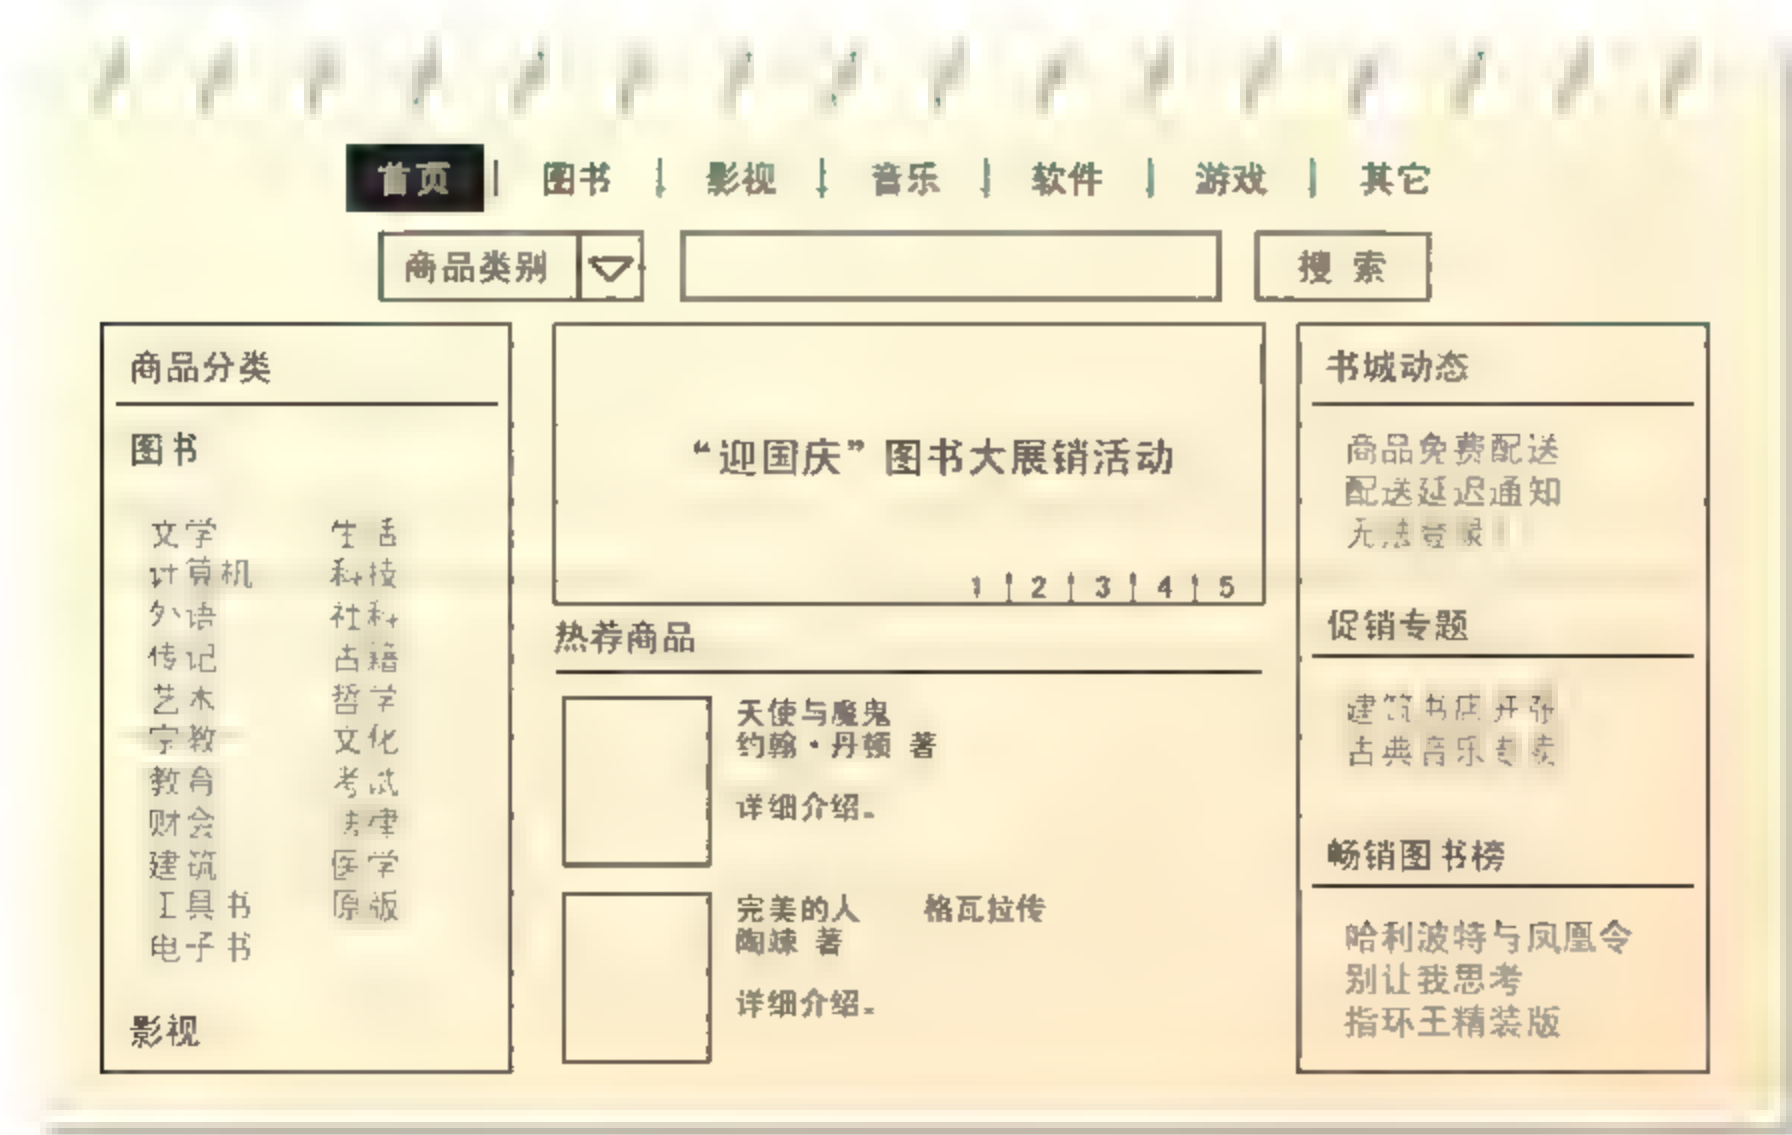 首页 | 图书 | 影视 | 音乐 | 软件 | 游戏 | 其它
商品类别
搜 索
商品分类
图书
文学 生活
计算机 科技
外语 社科
传记 古籍
艺术 哲学
宗教 文化
教育 考试
财会 法律
建筑 医学
工具书 原版
电子书
影视
“迎国庆”图书大展销活动
1 | 2 | 3 | 4 | 5
热荐商品
天使与魔鬼
约翰·丹顿 著
详细介绍。
完美的人 格瓦拉传
著
详细介绍。
书城动态
商品免费配送
配送延迟通知
无法登录
促销专题
建筑书店开张
古典音乐专卖
畅销图书榜
哈利波特与凤凰令
别让我思考
指环王精装版